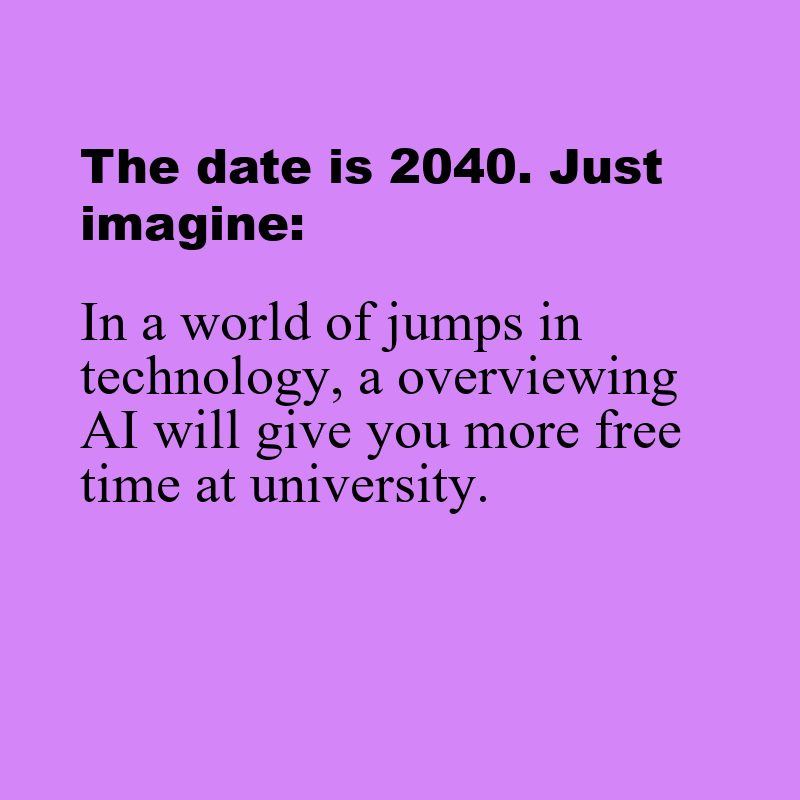 The date is 2040. Just
imagine:
In a world of jumps in
technology, a overviewing
AI will give you more free
time at university.